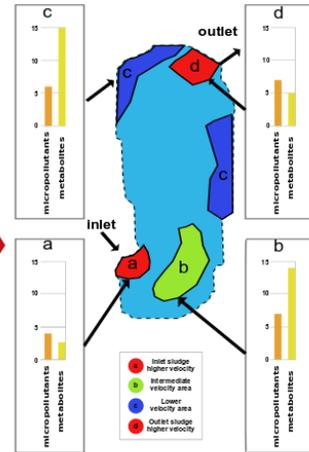 c
15
10
5
0
micropollutants
metabolites
outlet
d
15
10
5
0
micropollutants
metabolites
c
d
c
inlet
a
b
a
15
10
5
0
micropollutants
metabolites
b
15
10
5
0
micropollutants
metabolites
a Inlet sludge
higher velocity
b Intermediate
velocity area
c Lower
velocity area
d Outlet sludge
higher velocity